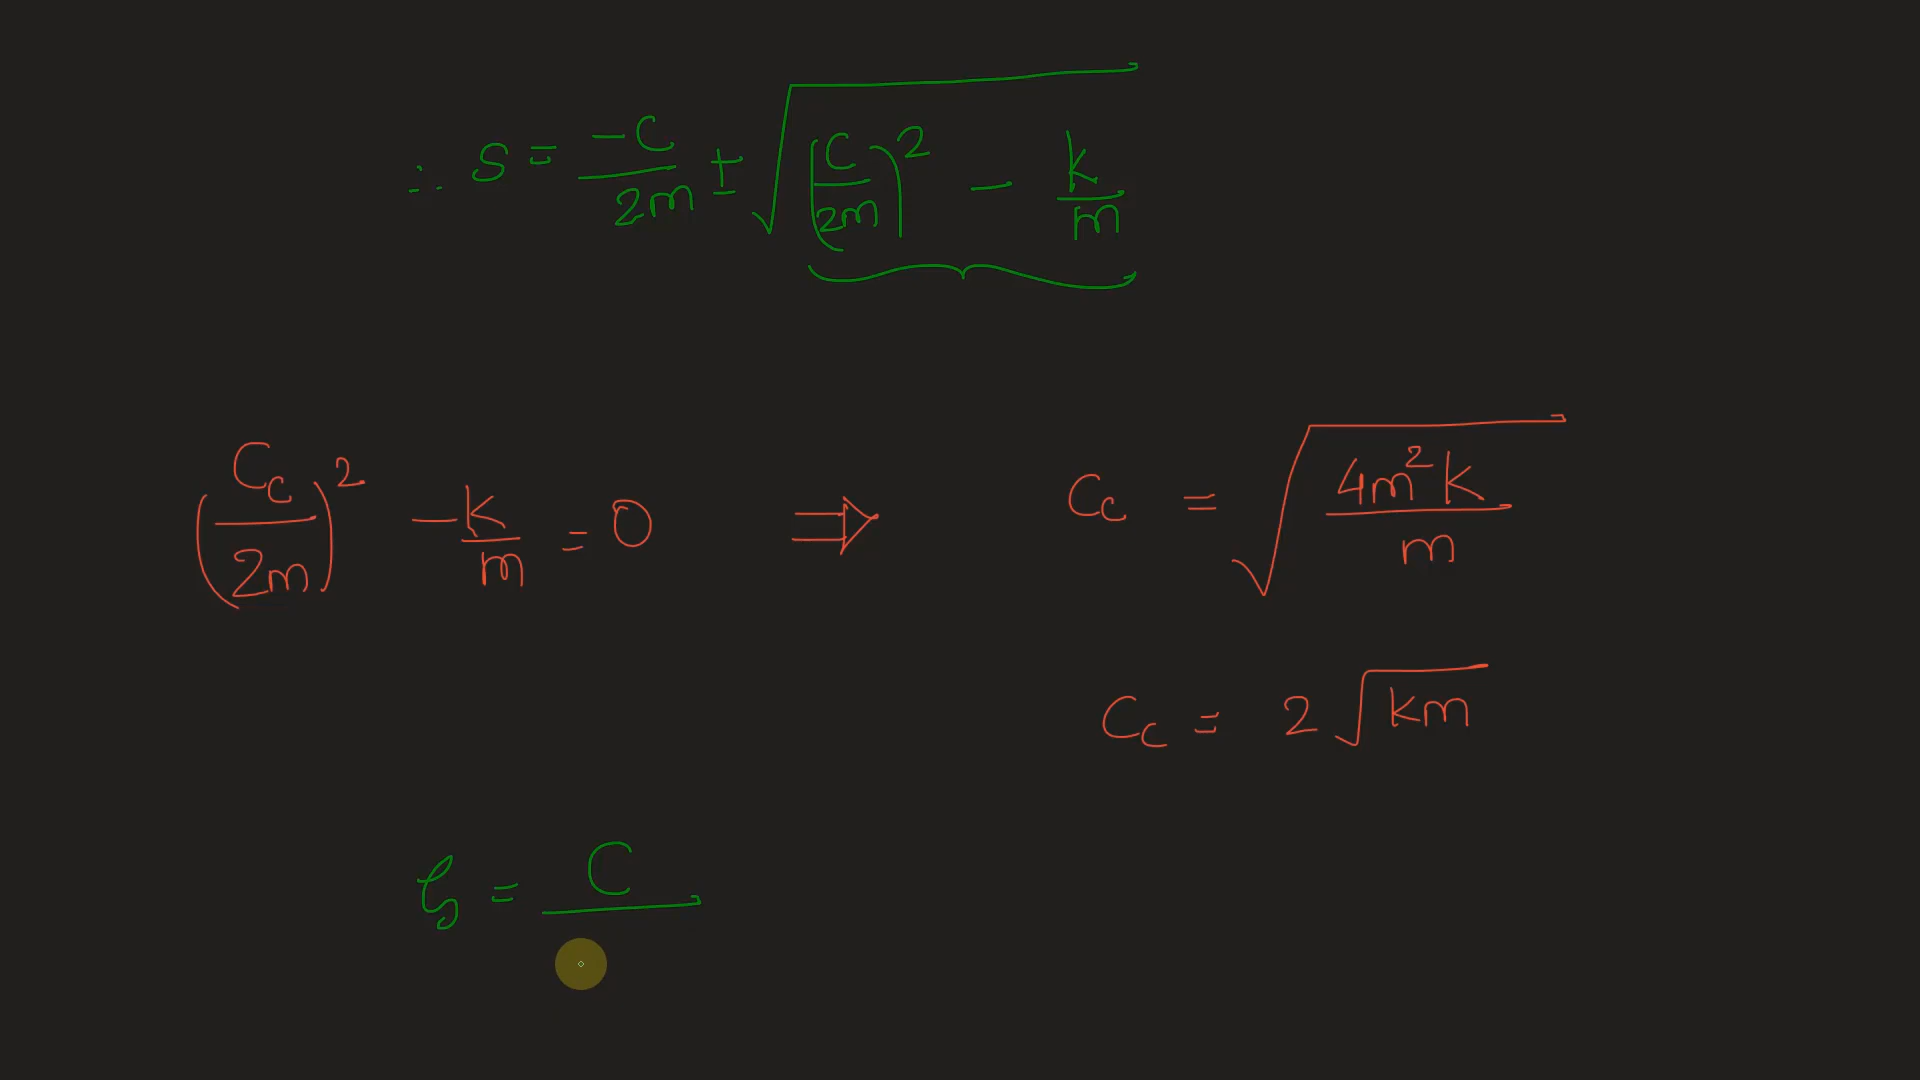 ∴ s = -c/2m ± √((c/2m)² - k/m)
(Cc/2m)² - k/m = 0 ⇒ Cc = √(4m²k/m)
Cc = 2√km
ξ = C/